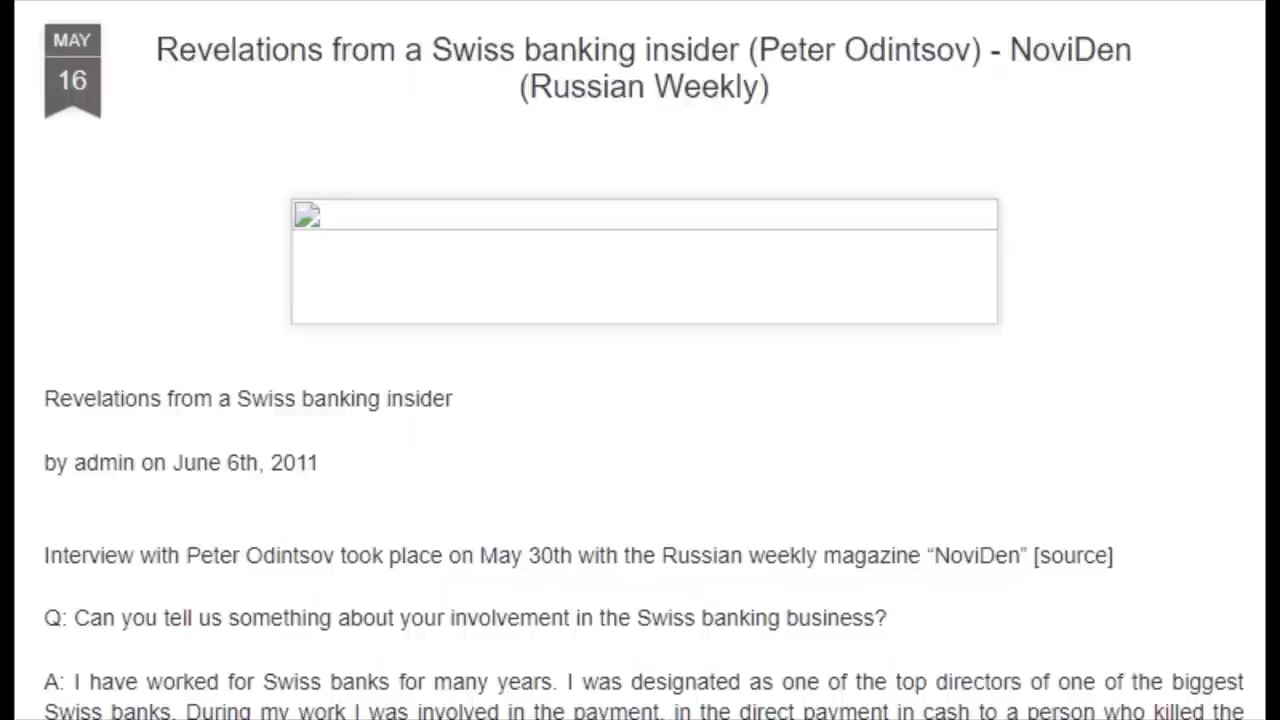 MAY
16
Revelations from a Swiss banking insider (Peter Odintsov) - NoviDen
(Russian Weekly)
Revelations from a Swiss banking insider
by admin on June 6th, 2011
Interview with Peter Odintsov took place on May 30th with the Russian weekly magazine “NoviDen” [source]
Q: Can you tell us something about your involvement in the Swiss banking business?
A: I have worked for Swiss banks for many years. I was designated as one of the top directors of one of the biggest
Swiss banks. During my work I was involved in the payment, in the direct payment in cash to a person who killed the